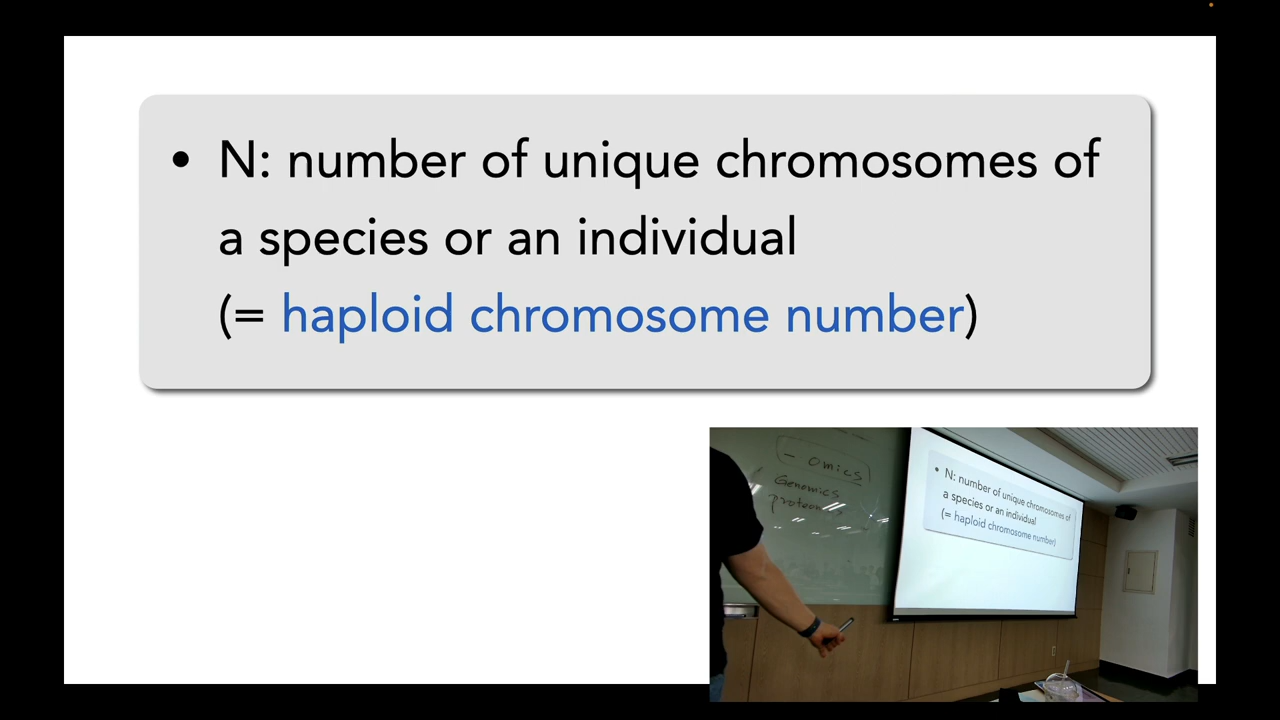 • N: number of unique chromosomes of
a species or an individual
(= haploid chromosome number)
- omics
Genomics
• N: number of unique chromosomes of
a species or an individual
(= haploid chromosome number)